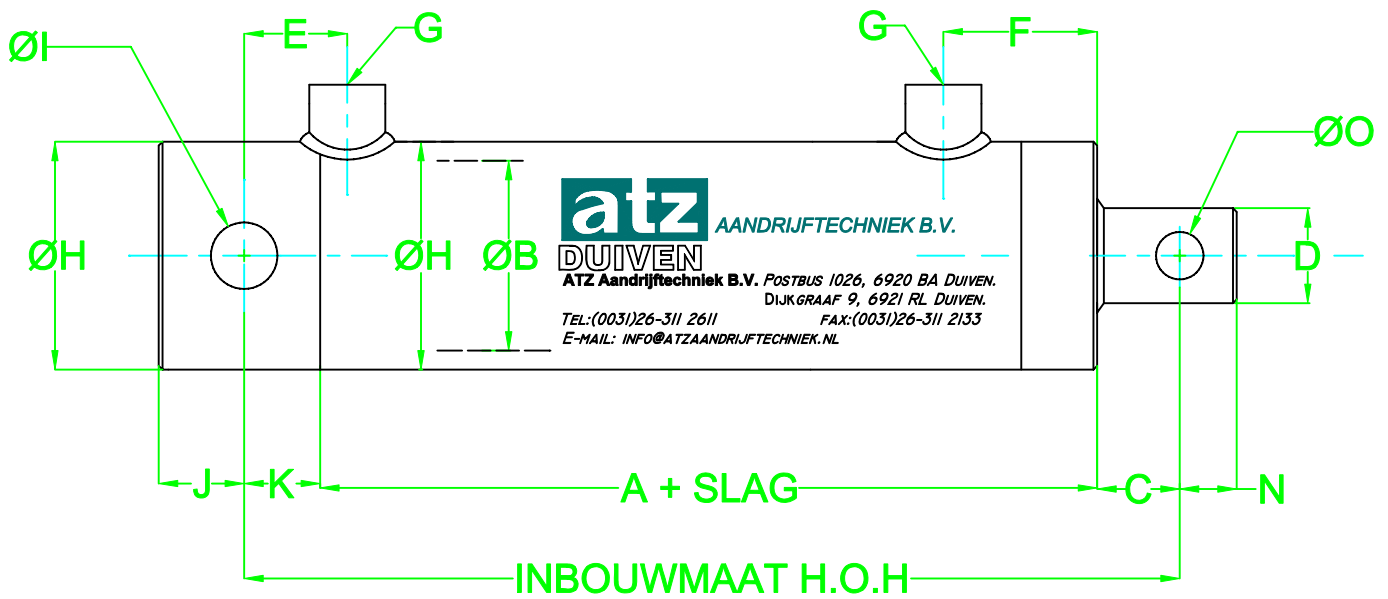 E
G
G
F
ØI
ØO
atz AANDRIJFTECHNIEK B.V.
DUIVEN
ØH
ØH
ØB
D
ATZ Aandrijftechniek B.V. POSTBUS 1026, 6920 BA DUIVEN.
DIJKGRAAF 9, 6921 RL DUIVEN.
TEL:(0031)26-311 2611 FAX:(0031)26-311 2133
E-MAIL: INFO@ATZAANDRIJFTECHNIEK.NL
J
K
A + SLAG
C
N
INBOUWMAAT H.O.H